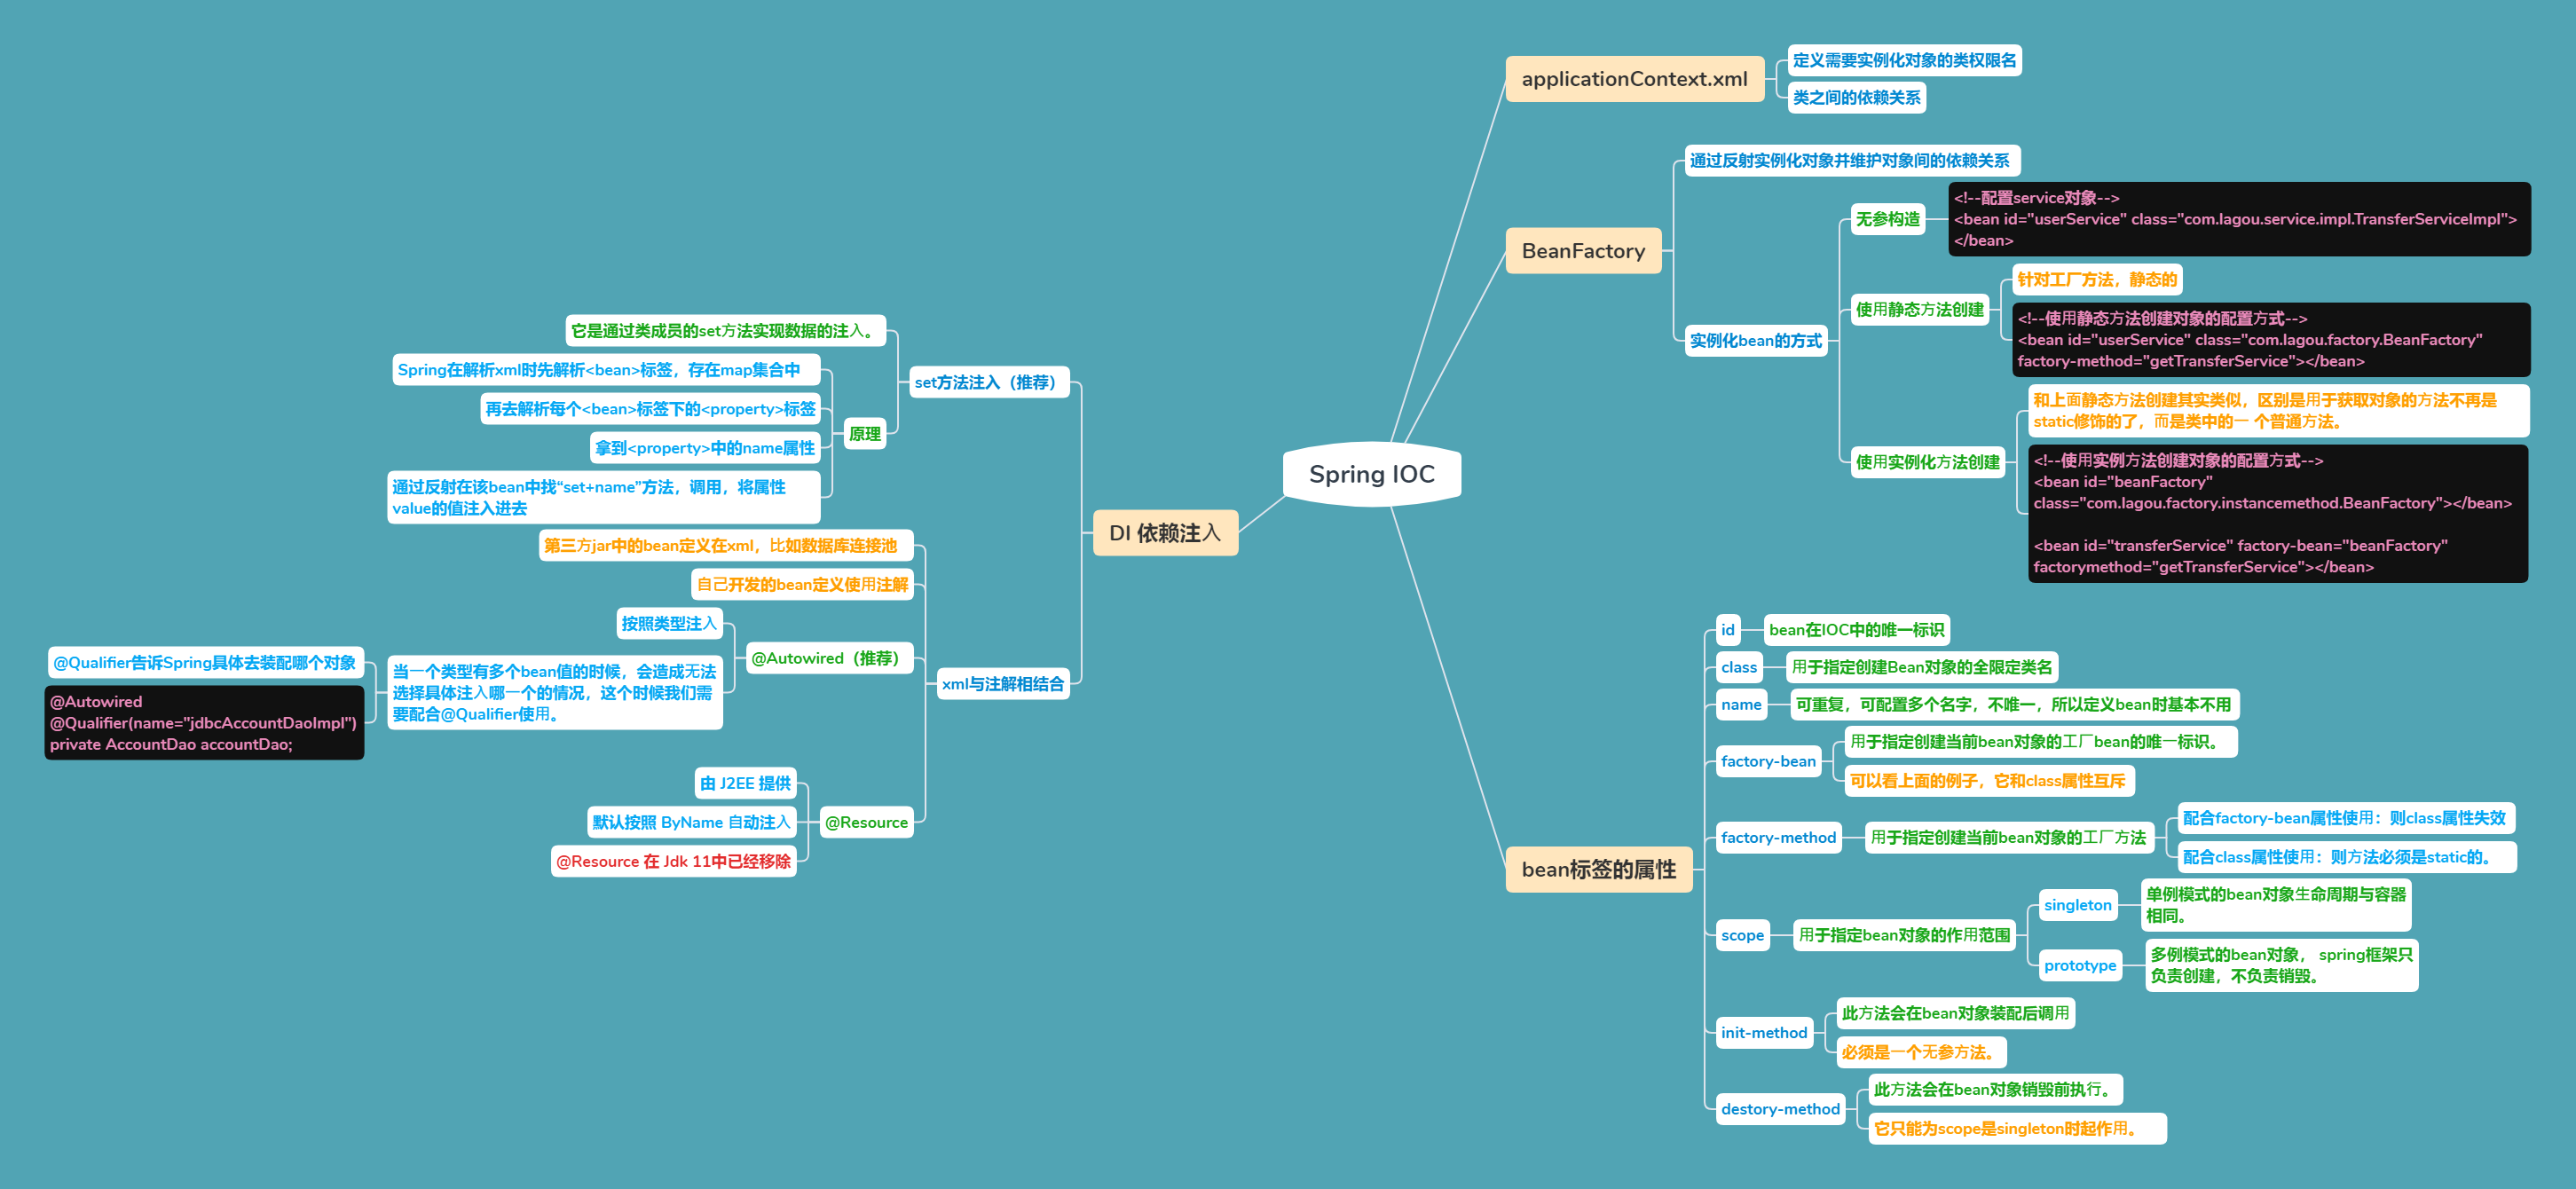 Spring IOC
applicationContext.xml
定义需要实例化对象的类权限名
类之间的依赖关系
BeanFactory
通过反射实例化对象并维护对象间的依赖关系
实例化bean的方式
无参构造
<!--配置service对象-->
<bean id="userService" class="com.lagou.service.impl.TransferServiceImpl">
</bean>
使用静态方法创建
针对工厂方法，静态的
<!--使用静态方法创建对象的配置方式-->
<bean id="userService" class="com.lagou.factory.BeanFactory"
factory-method="getTransferService"></bean>
使用实例化方法创建
和上面静态方法创建其实类似，区别是用于获取对象的方法不再是
static修饰的了，而是类中的一 个普通方法。
<!--使用实例方法创建对象的配置方式-->
<bean id="beanFactory"
class="com.lagou.factory.instancemethod.BeanFactory"></bean>
<bean id="transferService" factory-bean="beanFactory"
factorymethod="getTransferService"></bean>
bean标签的属性
id
bean在IOC中的唯一标识
class
用于指定创建Bean对象的全限定类名
name
可重复，可配置多个名字，不唯一，所以定义bean时基本不用
factory-bean
用于指定创建当前bean对象的工厂bean的唯一标识。
可以看上面的例子，它和class属性互斥
factory-method
用于指定创建当前bean对象的工厂方法
配合factory-bean属性使用：则class属性失效
配合class属性使用：则方法必须是static的。
scope
用于指定bean对象的作用范围
singleton
单例模式的bean对象生命周期与容器
相同。
prototype
多例模式的bean对象， spring框架只
负责创建，不负责销毁。
init-method
此方法会在bean对象装配后调用
必须是一个无参方法。
destory-method
此方法会在bean对象销毁前执行。
它只能为scope是singleton时起作用。
DI 依赖注入
set方法注入（推荐）
它是通过类成员的set方法实现数据的注入。
原理
Spring在解析xml时先解析<bean>标签，存在map集合中
再去解析每个<bean>标签下的<property>标签
拿到<property>中的name属性
通过反射在该bean中找“set+name”方法，调用，将属性
value的值注入进去
xml与注解相结合
第三方jar中的bean定义在xml，比如数据库连接池
自己开发的bean定义使用注解
@Autowired（推荐）
按照类型注入
当一个类型有多个bean值的时候，会造成无法
选择具体注入哪一个的情况，这个时候我们需
要配合@Qualifier使用。
@Qualifier告诉Spring具体去装配哪个对象
@Autowired
@Qualifier(name="jdbcAccountDaoImpl")
private AccountDao accountDao;
@Resource
由 J2EE 提供
默认按照 ByName 自动注入
@Resource 在 Jdk 11中已经移除